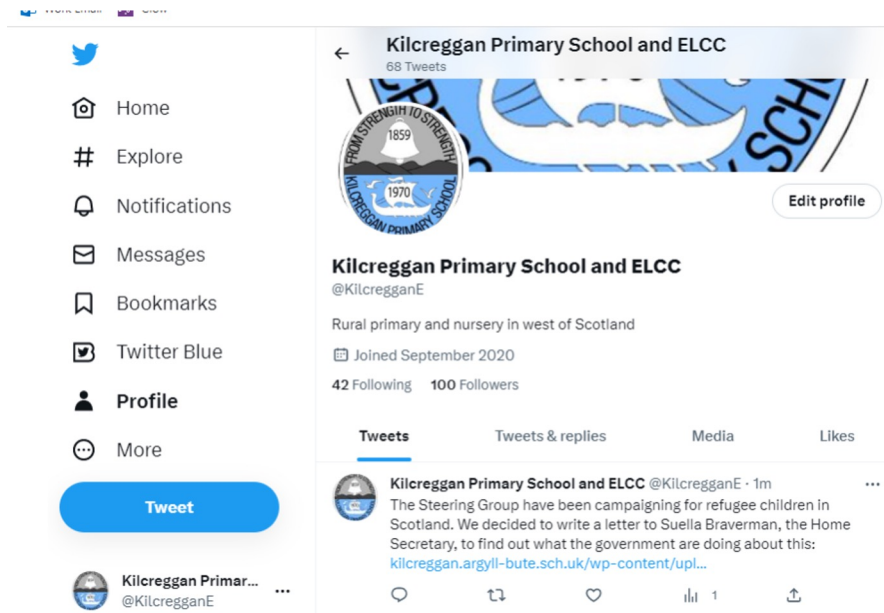 Work Email Glow
Kilcreggan Primary School and ELCC
68 Tweets
FROM STRENGTH TO STRENGTH
1859
1970
KILCREGGAN PRIMARY SCHOOL
Edit profile
Home
Explore
Notifications
Messages
Bookmarks
Twitter Blue
Profile
More
Tweet
Kilcreggan Primar...
@KilcregganE
Kilcreggan Primary School and ELCC
@KilcregganE
Rural primary and nursery in west of Scotland
Joined September 2020
42 Following 100 Followers
Tweets Tweets & replies Media Likes
Kilcreggan Primary School and ELCC @KilcregganE · 1m
The Steering Group have been campaigning for refugee children in
Scotland. We decided to write a letter to Suella Braverman, the Home
Secretary, to find out what the government are doing about this:
kilcreggan.argyll-bute.sch.uk/wp-content/upl...
1